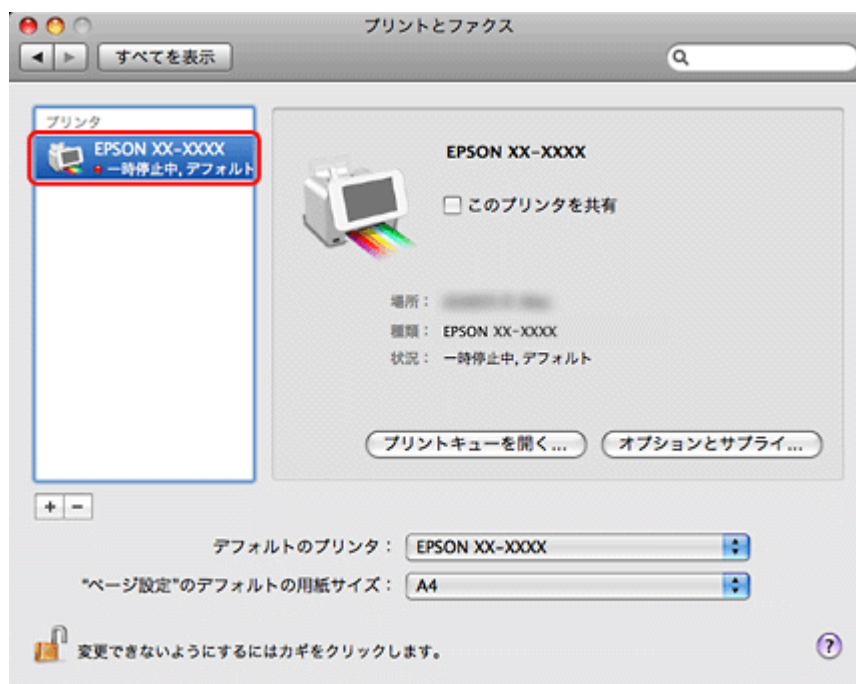 プリントとファクス
すべてを表示
プリンタ
EPSON XX-XXXX
一時停止中, デフォルト
EPSON XX-XXXX
このプリンタを共有
場所：
種類： EPSON XX-XXXX
状況： 一時停止中, デフォルト
プリントキューを開く... オプションとサプライ...
+ −
デフォルトのプリンタ： EPSON XX-XXXX
"ページ設定"のデフォルトの用紙サイズ： A4
変更できないようにするにはカギをクリックします。 ?